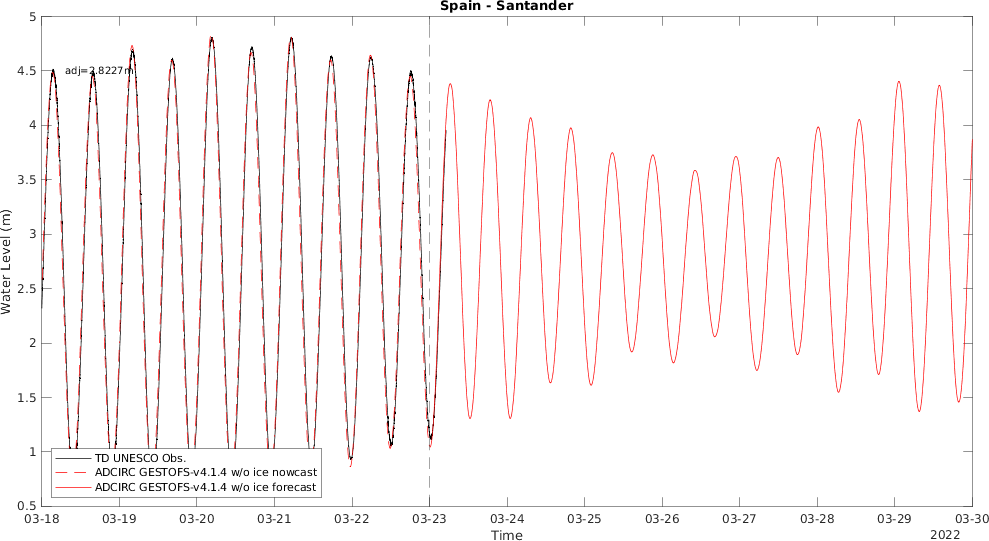 Spain - Santander
5
adj=2.8227m
4.5
4
3.5
3
2.5
2
1.5
1
0.5
Water Level (m)
TD UNESCO Obs.
ADCIRC GESTOFS-v4.1.4 w/o ice nowcast
ADCIRC GESTOFS-v4.1.4 w/o ice forecast
03-18 03-19 03-20 03-21 03-22 03-23 03-24 03-25 03-26 03-27 03-28 03-29 03-30
Time
2022